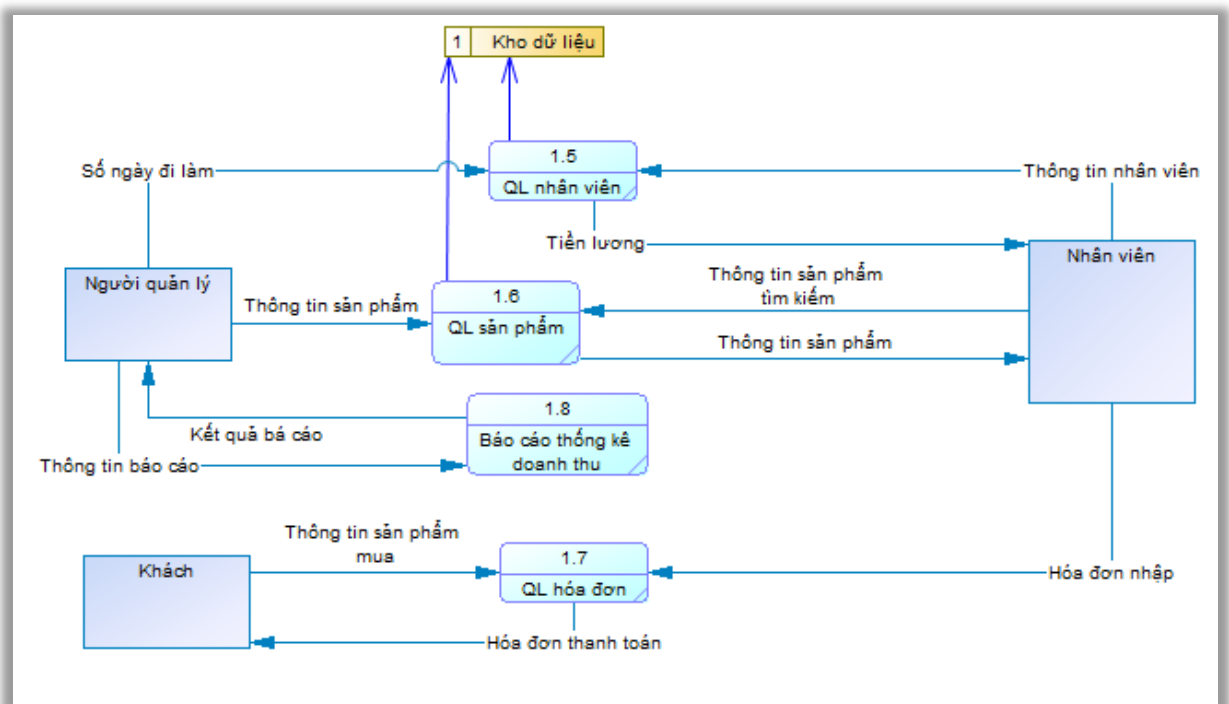 1 Kho dữ liệu
1.5
Số ngày đi làm
Thông tin nhân viên
QL nhân viên
Tiền lương
Nhân viên
Thông tin sản phẩm
tìm kiếm
Người quản lý
1.6
Thông tin sản phẩm
QL sản phẩm
Thông tin sản phẩm
1.8
Kết quả bá cáo
Báo cáo thống kê
doanh thu
Thông tin báo cáo
Thông tin sản phẩm
mua
1.7
Khách
Hóa đơn nhập
QL hóa đơn
Hóa đơn thanh toán